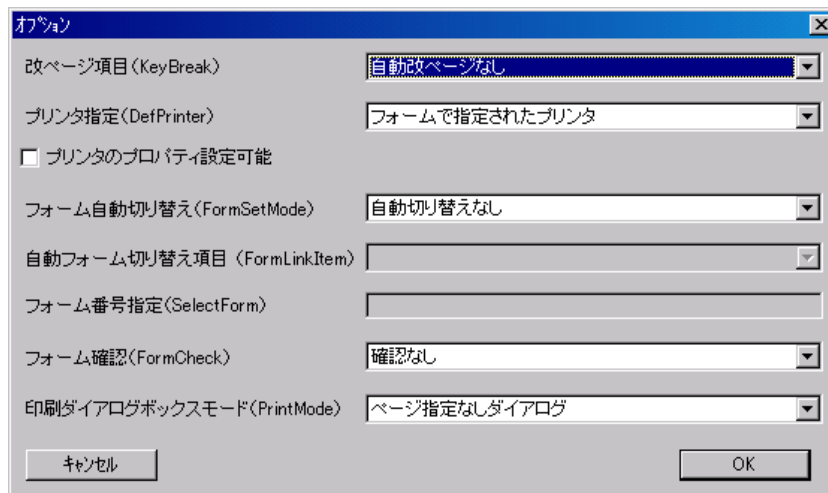 ｵﾌﾟｼｮﾝ
改ページ項目(KeyBreak) 自動改ページなし
プリンタ指定(DefPrinter) フォームで指定されたプリンタ
プリンタのプロパティ設定可能
フォーム自動切り替え(FormSetMode) 自動切り替えなし
自動フォーム切り替え項目 (FormLinkItem)
フォーム番号指定(SelectForm)
フォーム確認(FormCheck) 確認なし
印刷ダイアログボックスモード(PrintMode) ページ指定なしダイアログ
ｷｬﾝｾﾙ OK